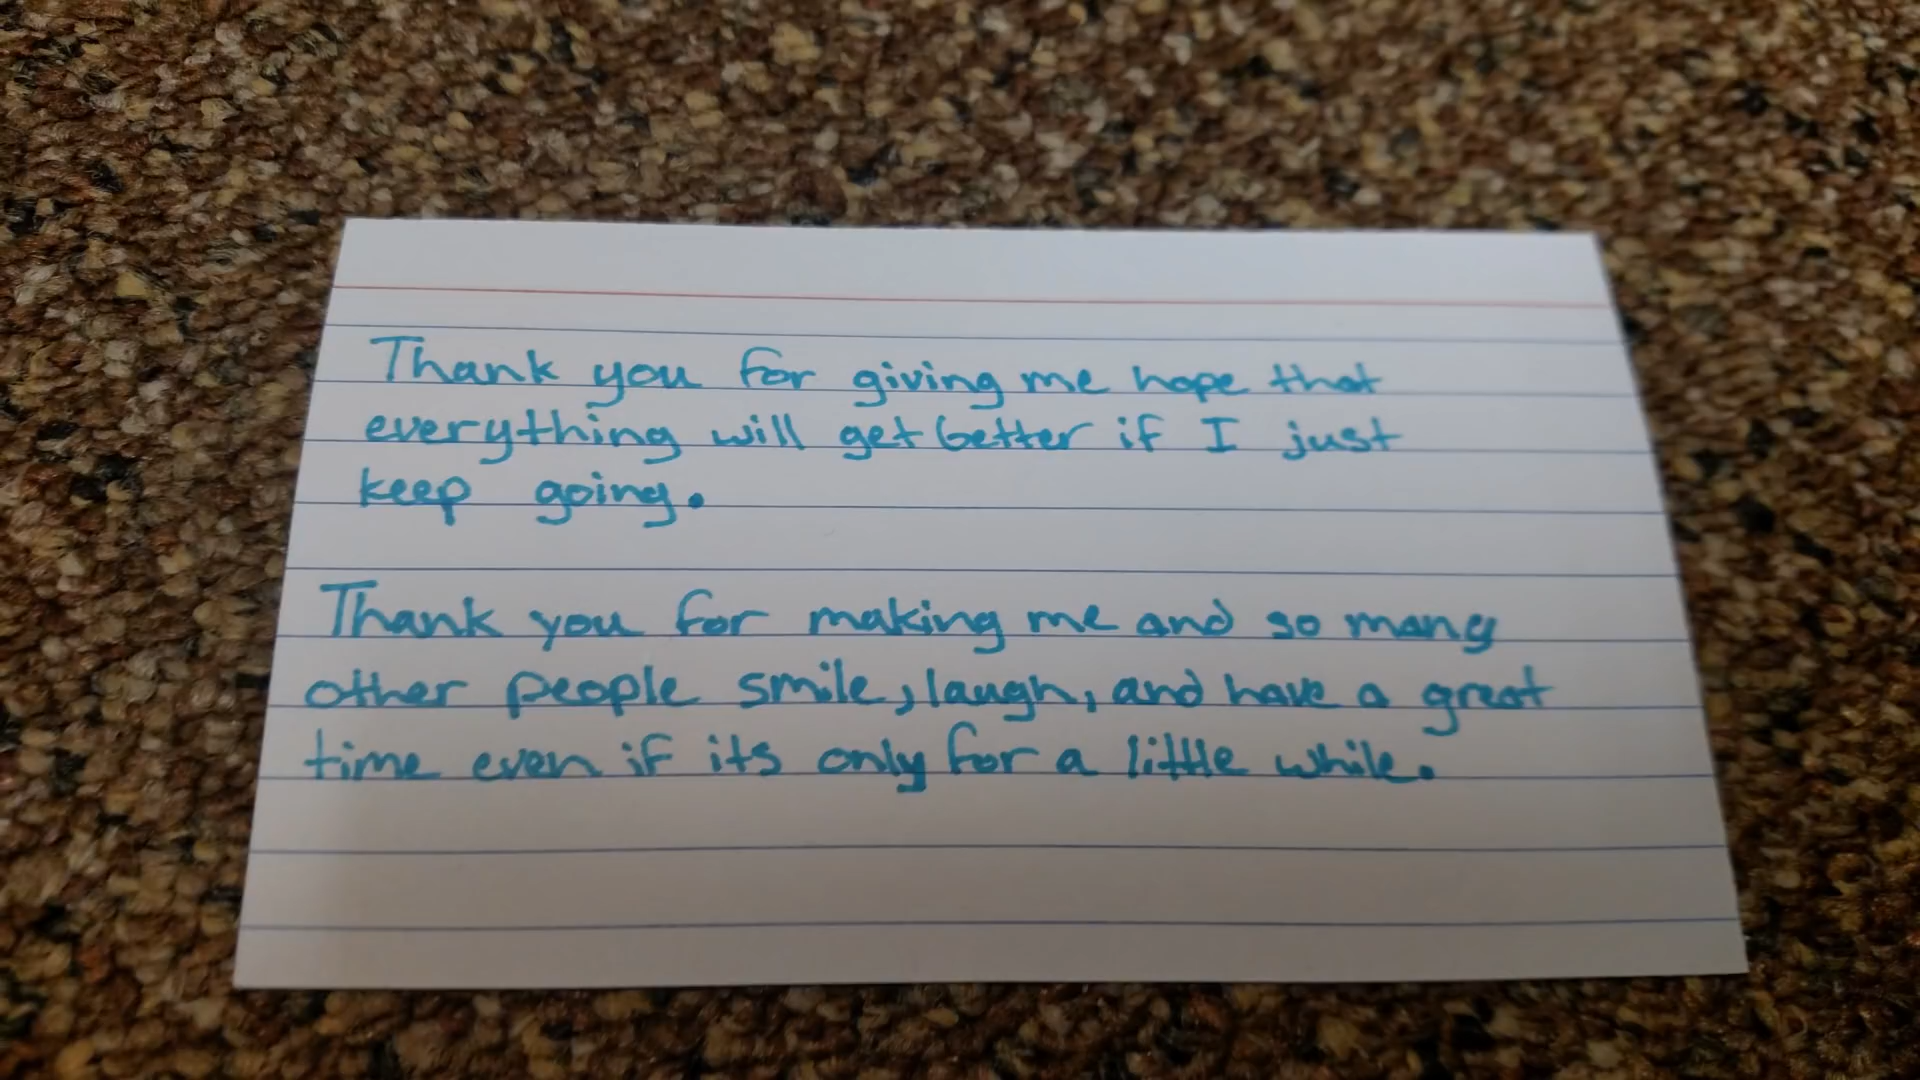 Thank you for giving me hope that
everything will get better if I just
keep going.
Thank you for making me and so many
other people smile, laugh, and have a great
time even if its only for a little while.